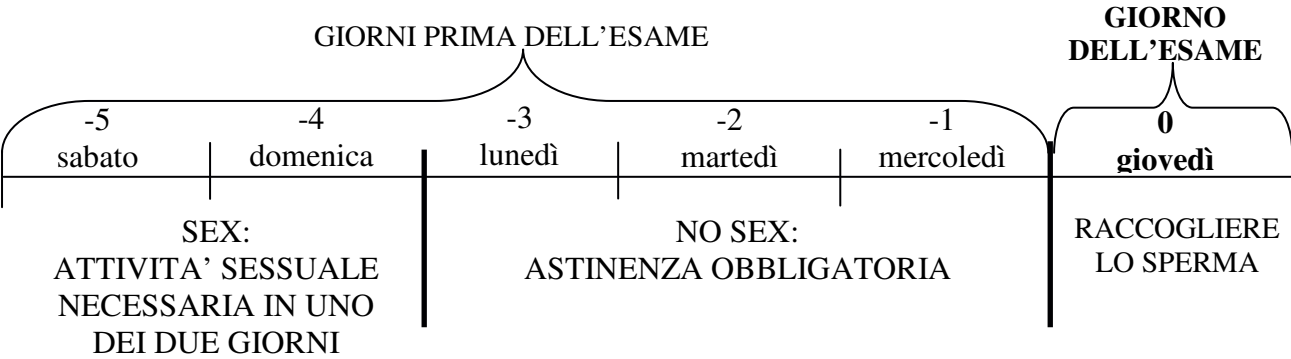 GIORNI PRIMA DELL’ESAME
GIORNO
DELL’ESAME
-5 -4 -3 -2 -1 0
sabato domenica lunedì martedì mercoledì giovedì
SEX:
ATTIVITA’ SESSUALE
NECESSARIA IN UNO
DEI DUE GIORNI
NO SEX:
ASTINENZA OBBLIGATORIA
RACCOGLIERE
LO SPERMA